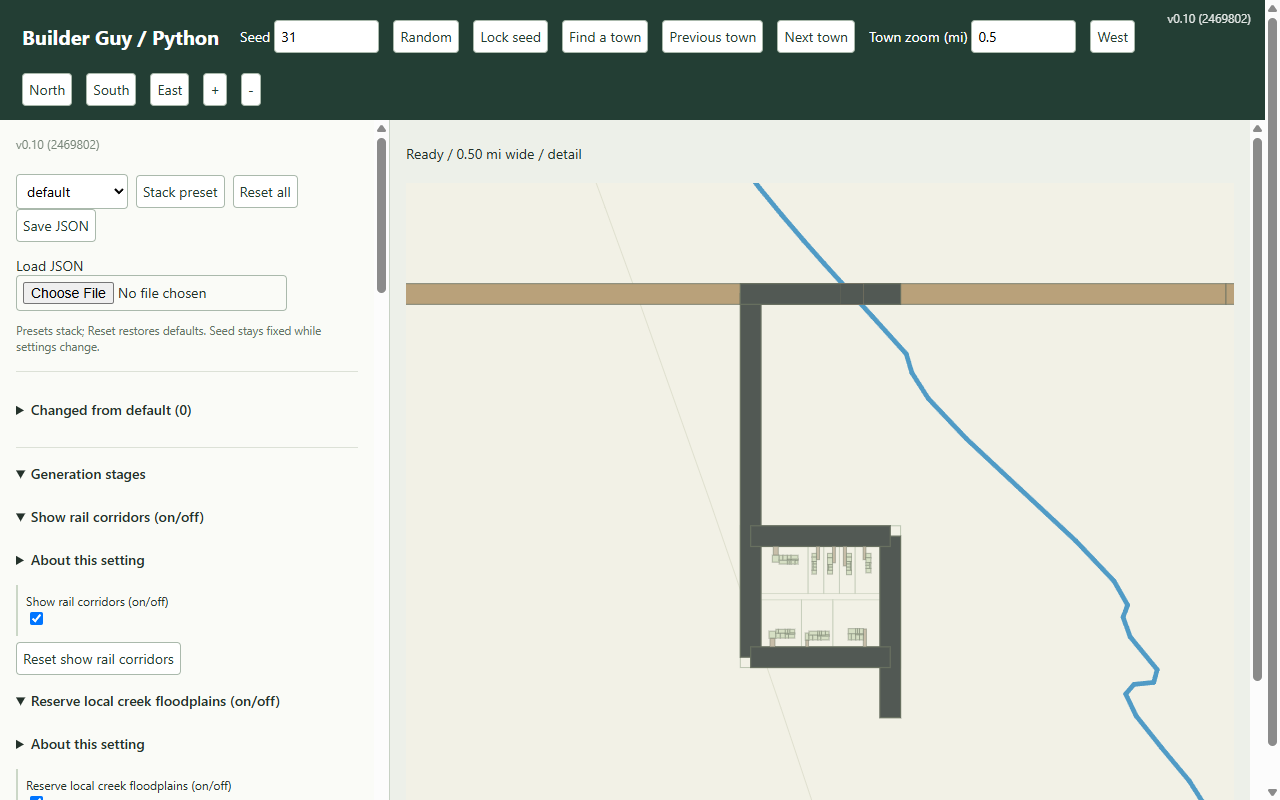 Builder Guy / Python Seed 31 Random Lock seed Find a town Previous town Next town Town zoom (mi) 0.5 West v0.10 (2469802)
North South East + -
v0.10 (2469802)
default Stack preset Reset all
Save JSON
Load JSON
Choose File No file chosen
Presets stack; Reset restores defaults. Seed stays fixed while
settings change.
Changed from default (0)
Generation stages
Show rail corridors (on/off)
About this setting
Show rail corridors (on/off)
Reset show rail corridors
Reserve local creek floodplains (on/off)
About this setting
Reserve local creek floodplains (on/off)
Ready / 0.50 mi wide / detail